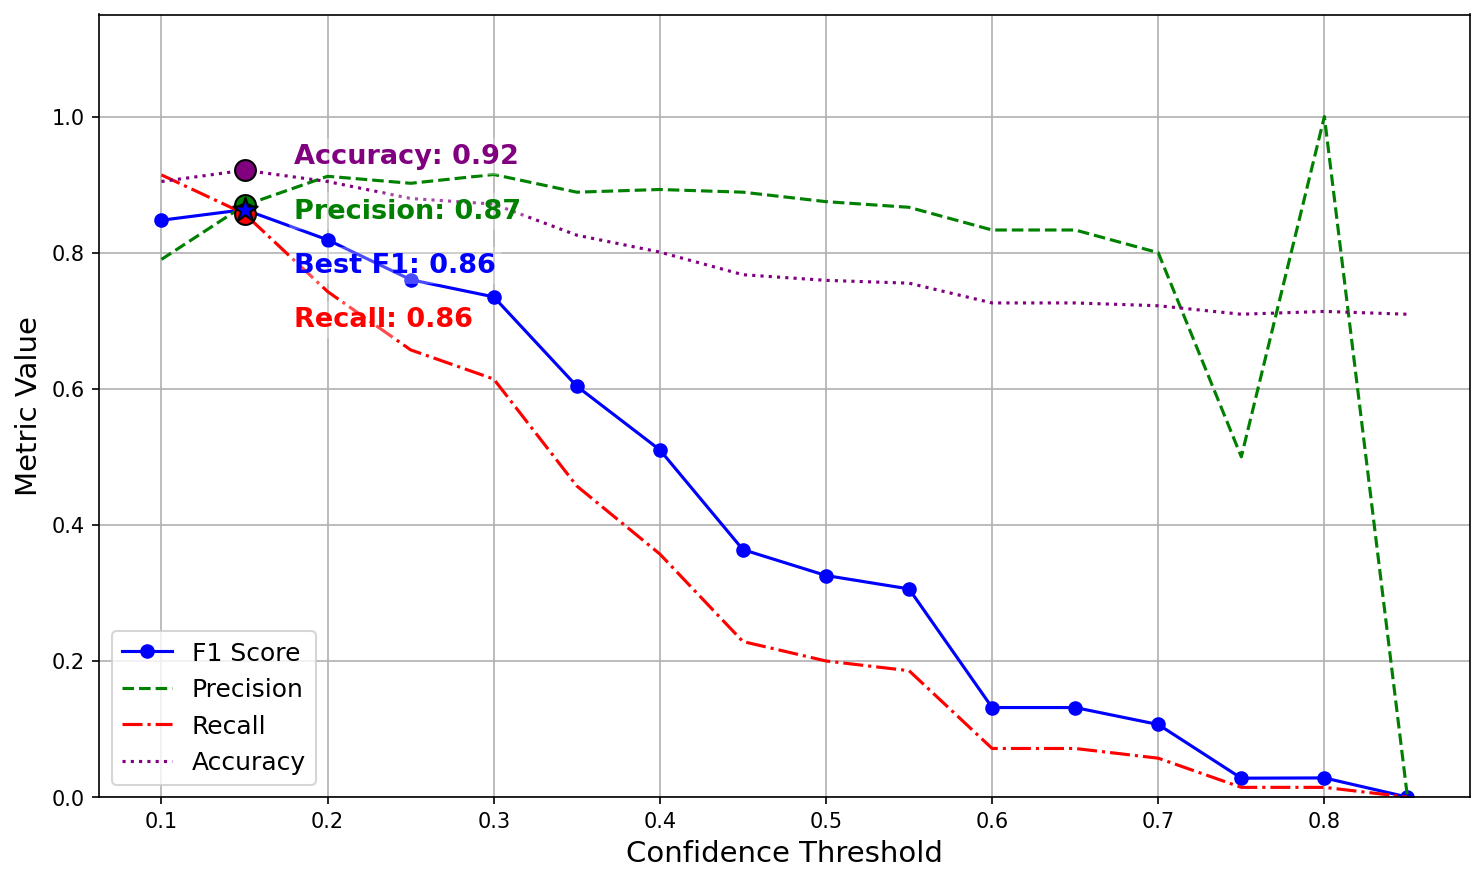 Accuracy: 0.92
Precision: 0.87
Best F1: 0.86
Recall: 0.86
Metric Value
1.0
0.8
0.6
0.4
0.2
0.0
F1 Score
Precision
Recall
Accuracy
0.1 0.2 0.3 0.4 0.5 0.6 0.7 0.8
Confidence Threshold